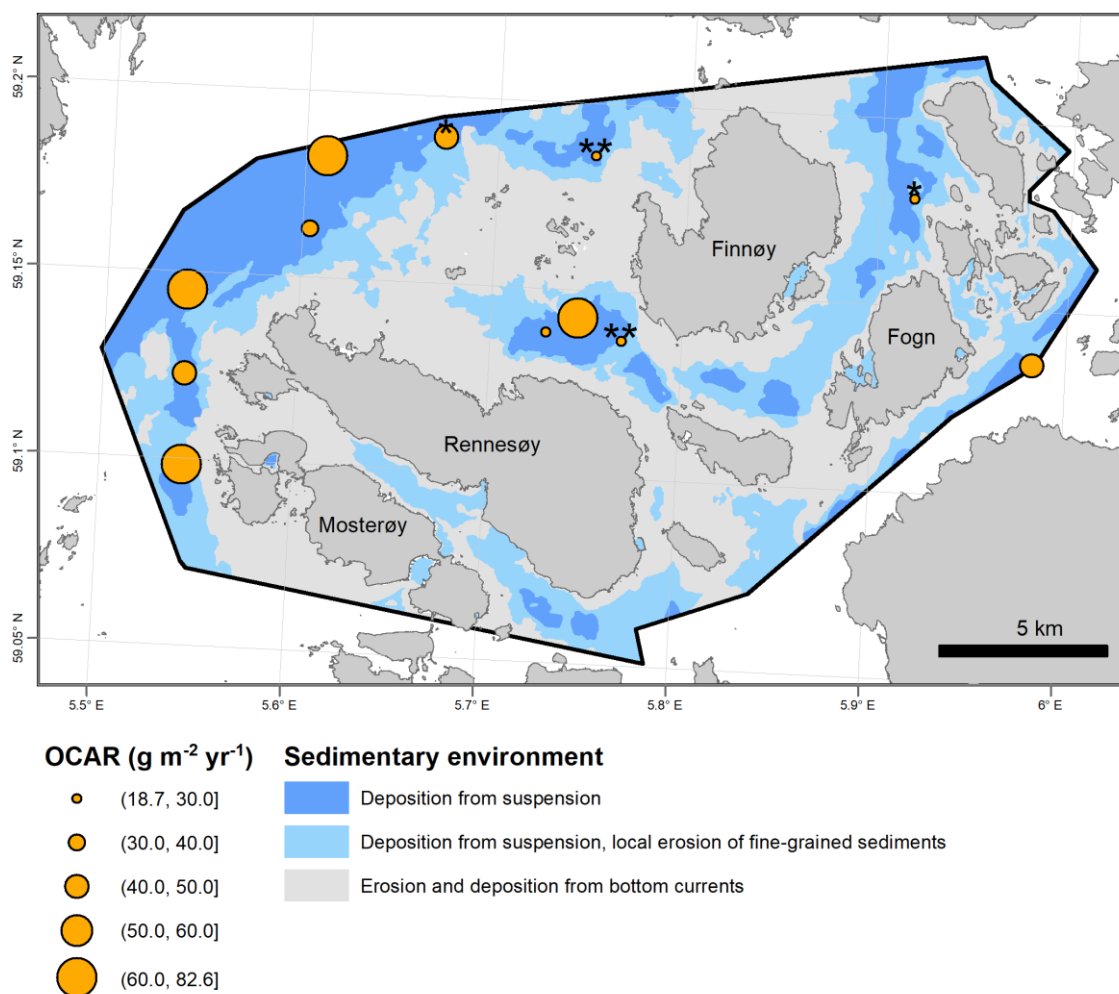 59.2° N
59.15° N
59.1° N
59.05° N
*
**
*
Finnøy
**
Fogn
Rennesøy
Mosterøy
5 km
5.5° E
5.6° E
5.7° E
5.8° E
5.9° E
6° E
OCAR (g m⁻² yr⁻¹)
(18.7, 30.0]
(30.0, 40.0]
(40.0, 50.0]
(50.0, 60.0]
(60.0, 82.6]
Sedimentary environment
Deposition from suspension
Deposition from suspension, local erosion of fine-grained sediments
Erosion and deposition from bottom currents